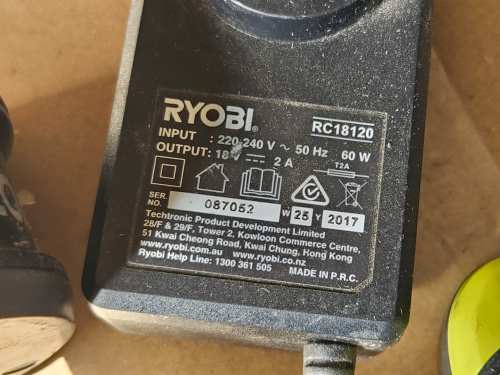 RYOBI. RC18120
INPUT : 220-240 V ~ 50 Hz 60 W
OUTPUT: 18 2 A
T2A
SER. NO. 087052 W 25 Y 2017
Techtronic Product Development Limited
28/F & 29/F, Tower 2, Kowloon Commerce Centre,
51 Kwai Cheong Road, Kwai Chung, Hong Kong
www.ryobi.com.au www.ryobi.co.nz
Ryobi Help Line: 1300 361 505 MADE IN P.R.C.